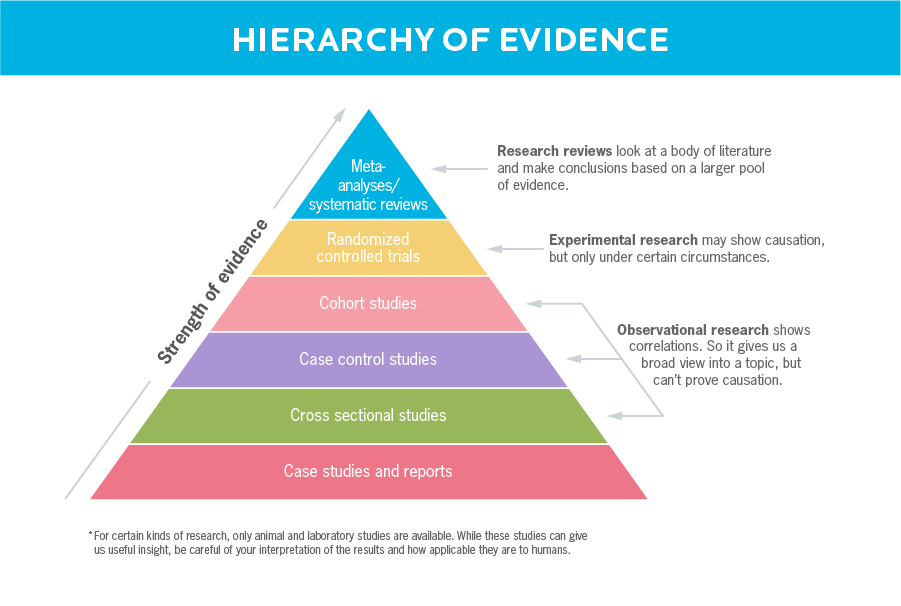 HIERARCHY OF EVIDENCE
Meta-
analyses/
systematic reviews
Research reviews look at a body of literature
and make conclusions based on a larger pool
of evidence.
Randomized
controlled trials
Experimental research may show causation,
but only under certain circumstances.
Strength of evidence
Cohort studies
Observational research shows
correlations. So it gives us a
broad view into a topic, but
can't prove causation.
Case control studies
Cross sectional studies
Case studies and reports
*For certain kinds of research, only animal and laboratory studies are available. While these studies can give
us useful insight, be careful of your interpretation of the results and how applicable they are to humans.